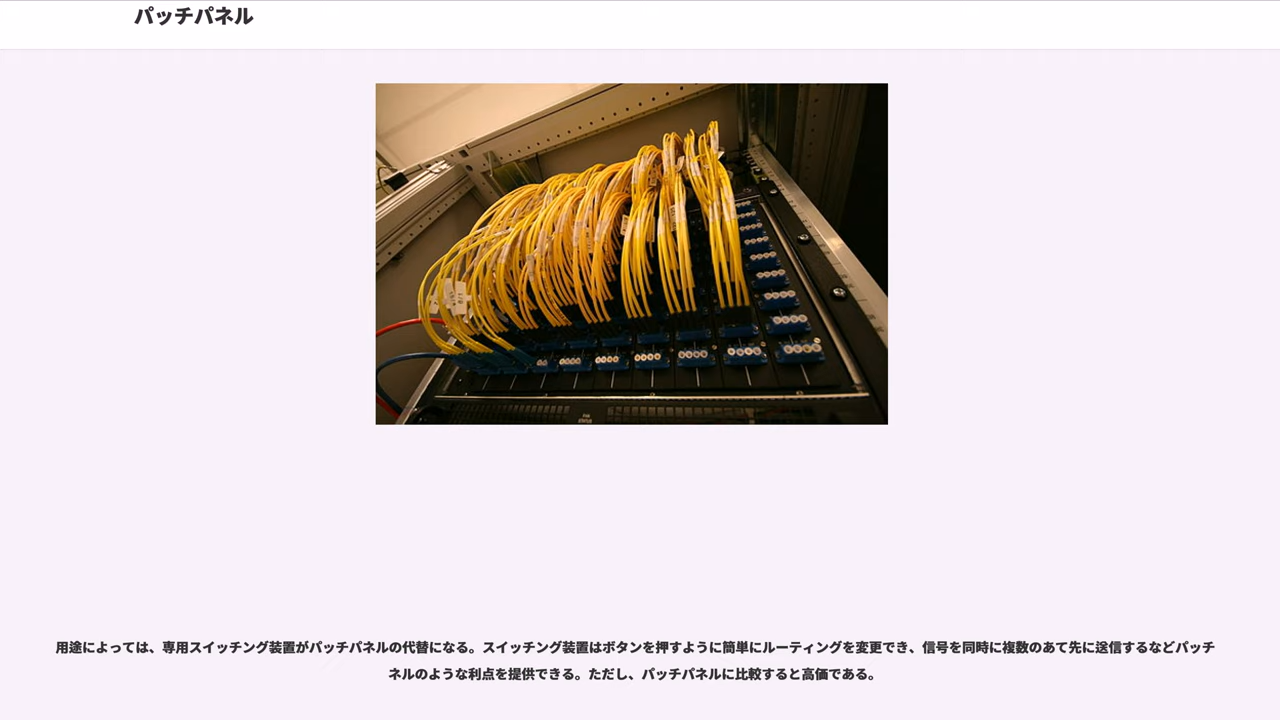 パッチパネル
用途によっては、専用スイッチング装置がパッチパネルの代替になる。スイッチング装置はボタンを押すように簡単にルーティングを変更でき、信号を同時に複数のあて先に送信するなどパッチ
ネルのような利点を提供できる。ただし、パッチパネルに比較すると高価である。